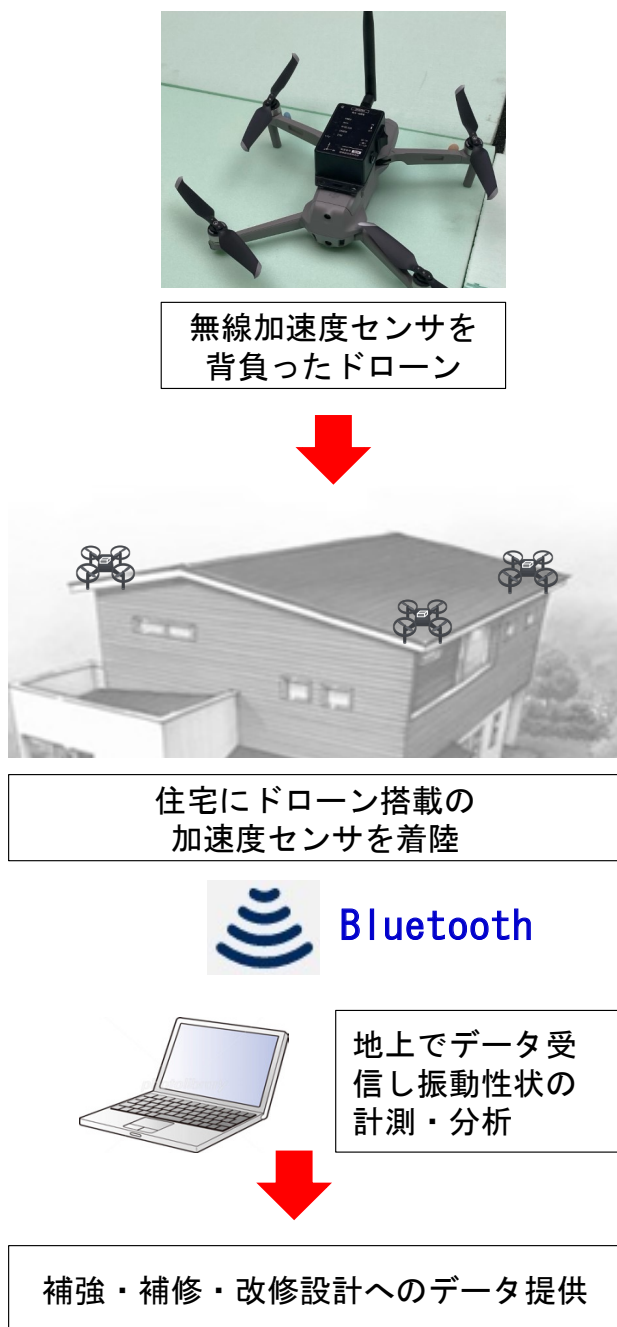 無線加速度センサを
背負ったドローン
住宅にドローン搭載の
加速度センサを着陸
Bluetooth
地上でデータ受
信し振動性状の
計測・分析
補強・補修・改修設計へのデータ提供